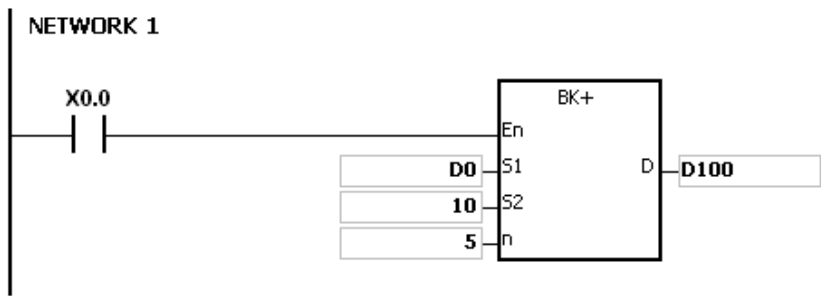 NETWORK 1
X0.0
BK+
En
D0 S1 D D100
10 S2
5 n